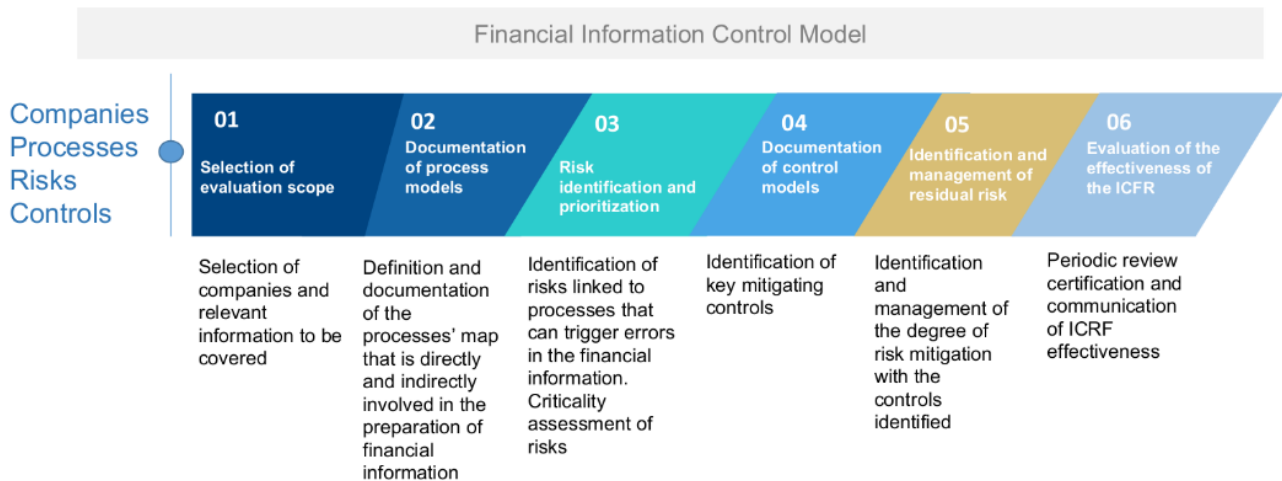 Financial Information Control Model
Companies
Processes
Risks
Controls
01
Selection of
evaluation scope
02
Documentation
of process
models
03
Risk
identification and
prioritization
04
Documentation
of control
models
05
Identification and
management of
residual risk
06
Evaluation of the
effectiveness of
the ICFR
Selection of
companies and
relevant
information to be
covered
Definition and
documentation
of the
processes' map
that is directly
and indirectly
involved in the
preparation of
financial
information
Identification of
risks linked to
processes that
can trigger errors
in the financial
information.
Criticality
assessment of
risks
Identification of
key mitigating
controls
Identification
and
management of
the degree of
risk mitigation
with the
controls
identified
Periodic review
certification and
communication
of ICRF
effectiveness